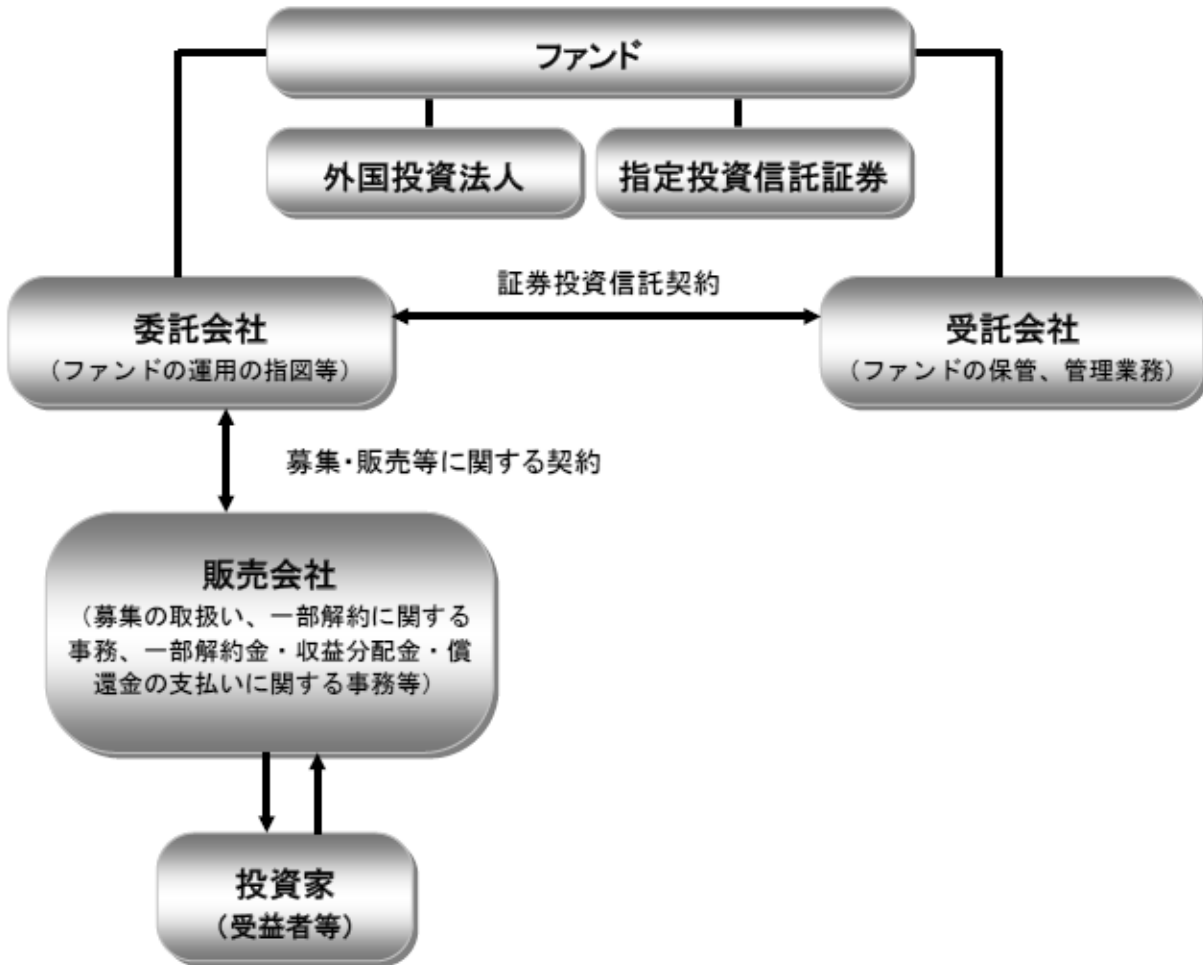 ファンド
外国投資法人
指定投資信託証券
証券投資信託契約
委託会社
（ファンドの運用の指図等）
受託会社
（ファンドの保管、管理業務）
募集・販売等に関する契約
販売会社
（募集の取扱い、一部解約に関する
事務、一部解約金・収益分配金・償
還金の支払いに関する事務等）
投資家
（受益者等）